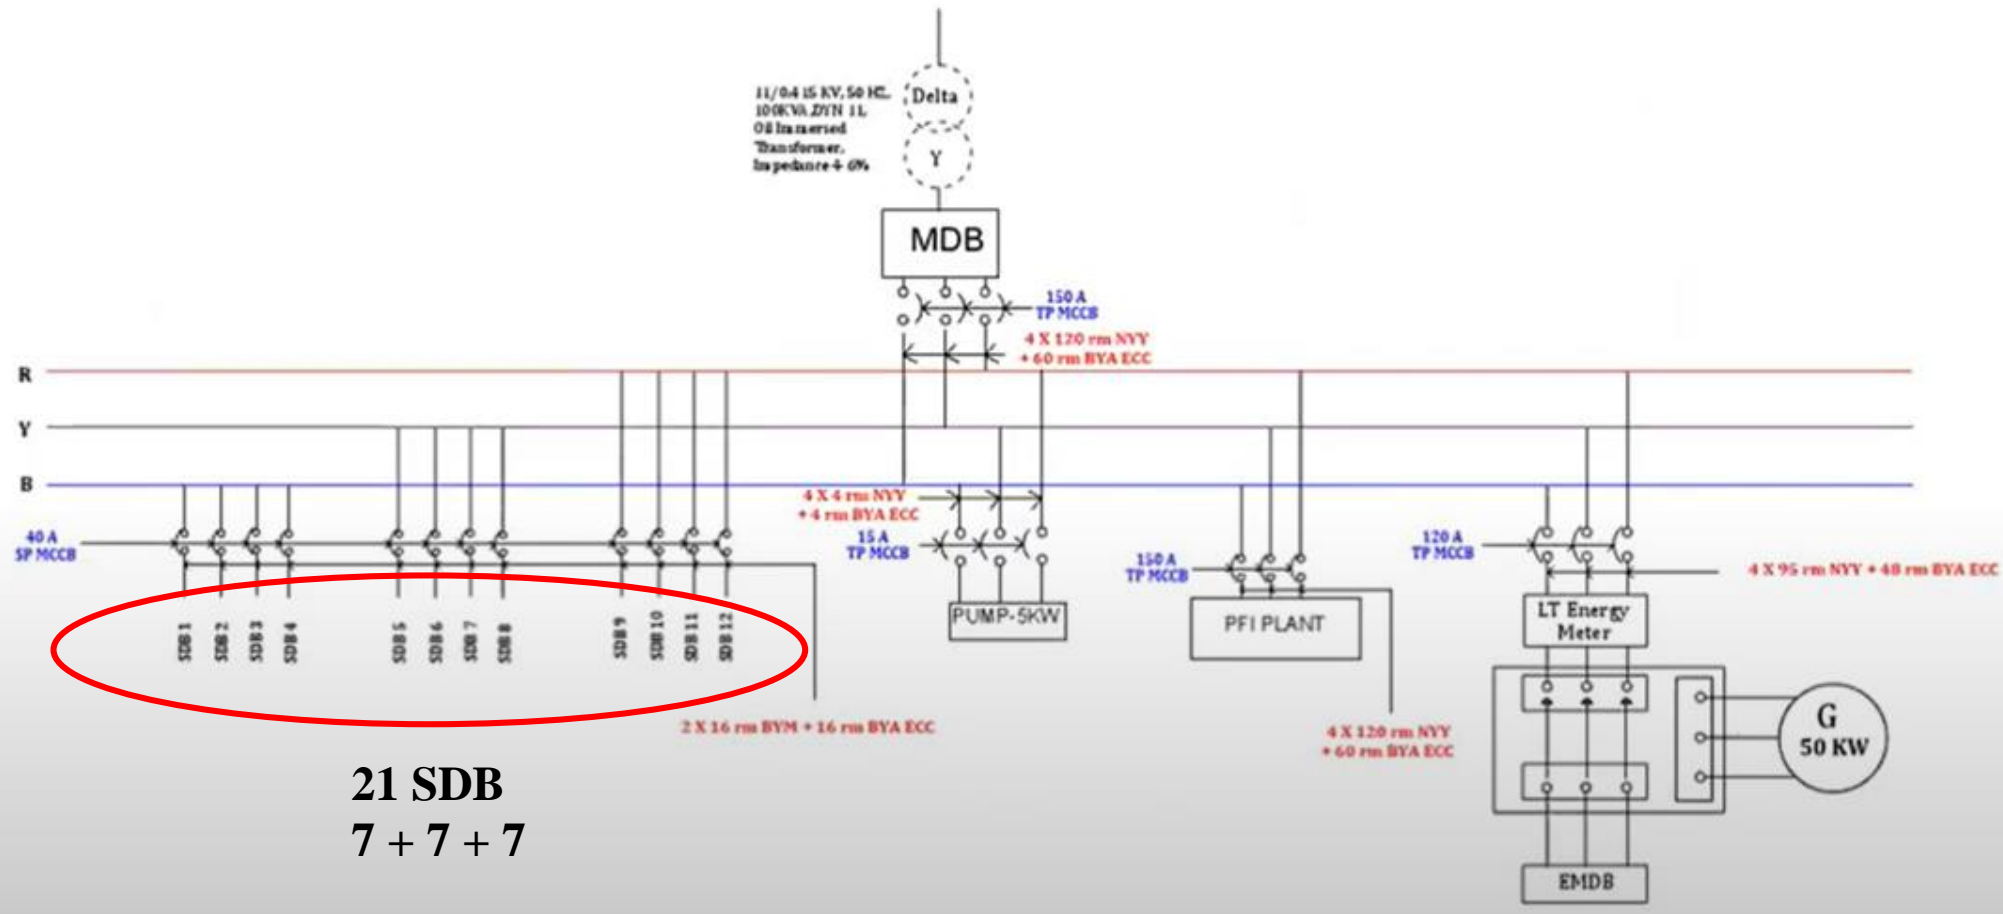 11/0.415 KV, 50 HZ,
100KVA,DYN 11,
Oil Immersed
Transformer,
Impedance 4- 6%
Delta
Y
MDB
150 A
TP MCCB
4 X 120 rm NYY
+ 60 rm BYA ECC
R
Y
B
4 X 4 rm NYY
+ 4 rm BYA ECC
40 A
SP MCCB
15 A
TP MCCB
150 A
TP MCCB
120 A
TP MCCB
4 X 95 rm NYY + 48 rm BYA ECC
SDB 1
SDB 2
SDB 3
SDB 4
SDB 5
SDB 6
SDB 7
SDB 8
SDB 9
SDB 10
SDB 11
SDB 12
PUMP-5KW
PFI PLANT
LT Energy
Meter
2 X 16 rm BYM + 16 rm BYA ECC
4 X 120 rm NYY
+ 60 rm BYA ECC
G
50 KW
21 SDB
7 + 7 + 7
EMDB